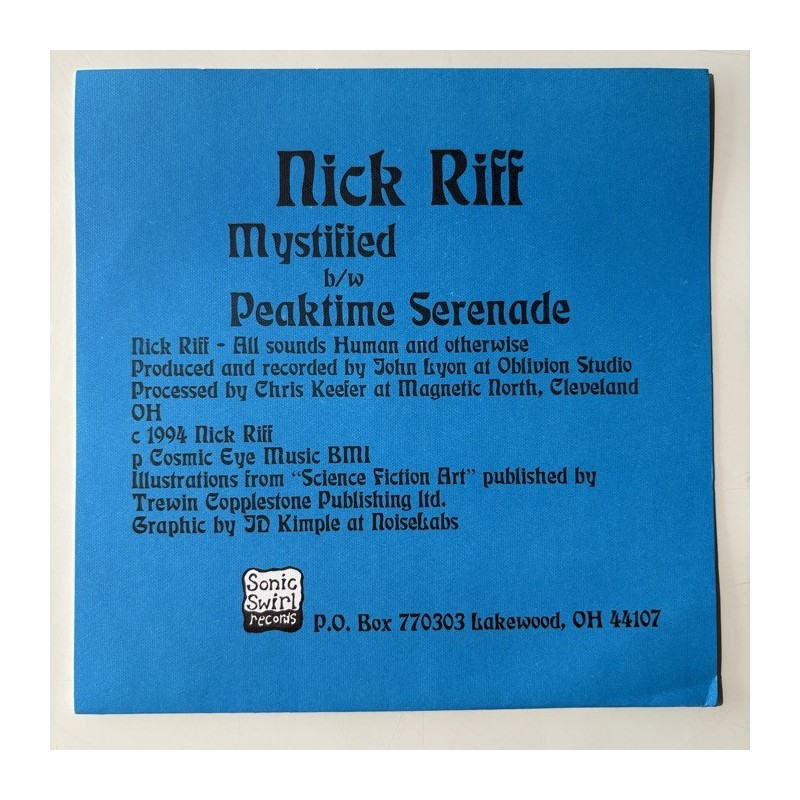 Nick Riff
Mystified
b/w
Peaktime Serenade
Nick Riff - All sounds Human and otherwise
Produced and recorded by John Lyon at Oblivion Studio
Processed by Chris Keefer at Magnetic North, Cleveland
OH
c 1994 Nick Riff
p Cosmic Eye Music BMI
Illustrations from “Science Fiction Art” published by
Trewin Copplestone Publishing ltd.
Graphic by JD Kimple at NoiseLabs
Sonic
Swirl
records
P.O. Box 770303 Lakewood, OH 44107